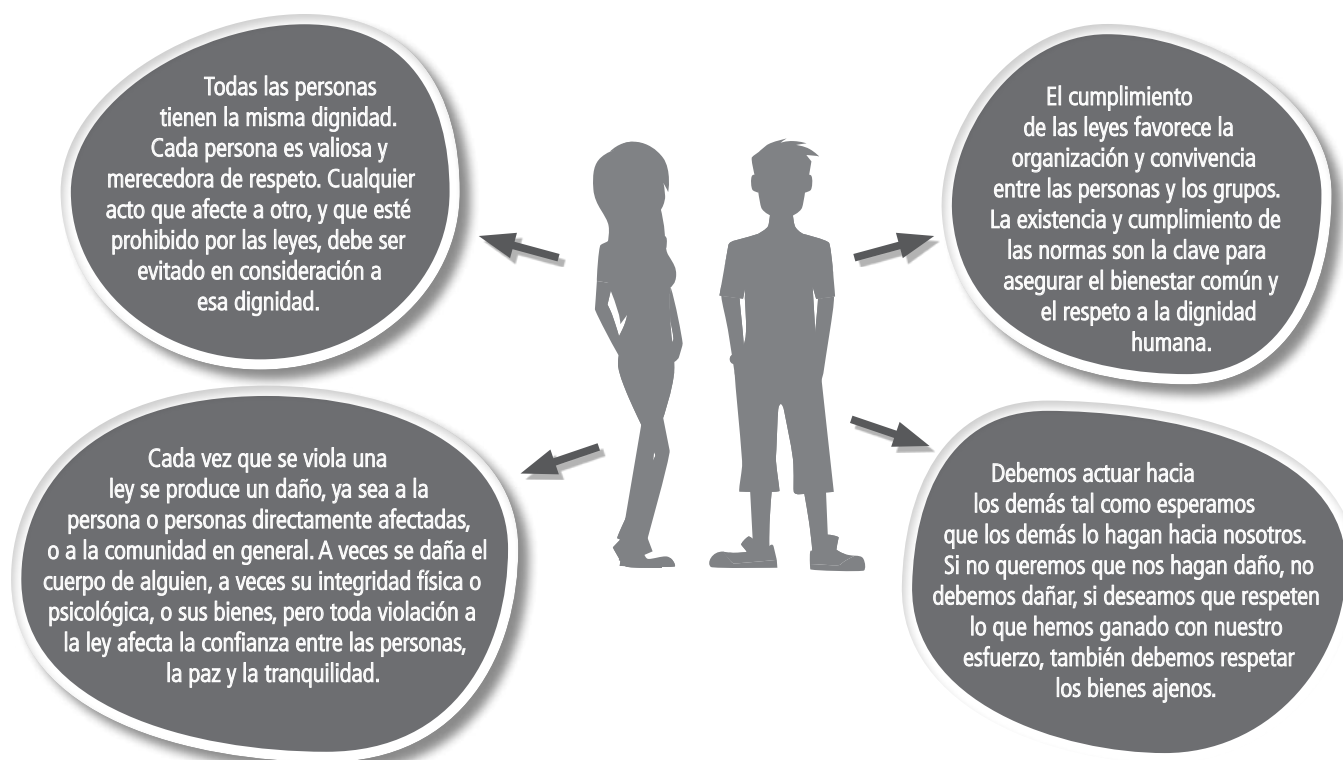 Todas las personas
tienen la misma dignidad.
Cada persona es valiosa y
merecedora de respeto. Cualquier
acto que afecte a otro, y que esté
prohibido por las leyes, debe ser
evitado en consideración a
esa dignidad.
El cumplimiento
de las leyes favorece la
organización y convivencia
entre las personas y los grupos.
La existencia y cumplimiento de
las normas son la clave para
asegurar el bienestar común y
el respeto a la dignidad
humana.
Cada vez que se viola una
ley se produce un daño, ya sea a la
persona o personas directamente afectadas,
o a la comunidad en general. A veces se daña el
cuerpo de alguien, a veces su integridad física o
psicológica, o sus bienes, pero toda violación a
la ley afecta la confianza entre las personas,
la paz y la tranquilidad.
Debemos actuar hacia
los demás tal como esperamos
que los demás lo hagan hacia nosotros.
Si no queremos que nos hagan daño, no
debemos dañar, si deseamos que respeten
lo que hemos ganado con nuestro
esfuerzo, también debemos respetar
los bienes ajenos.